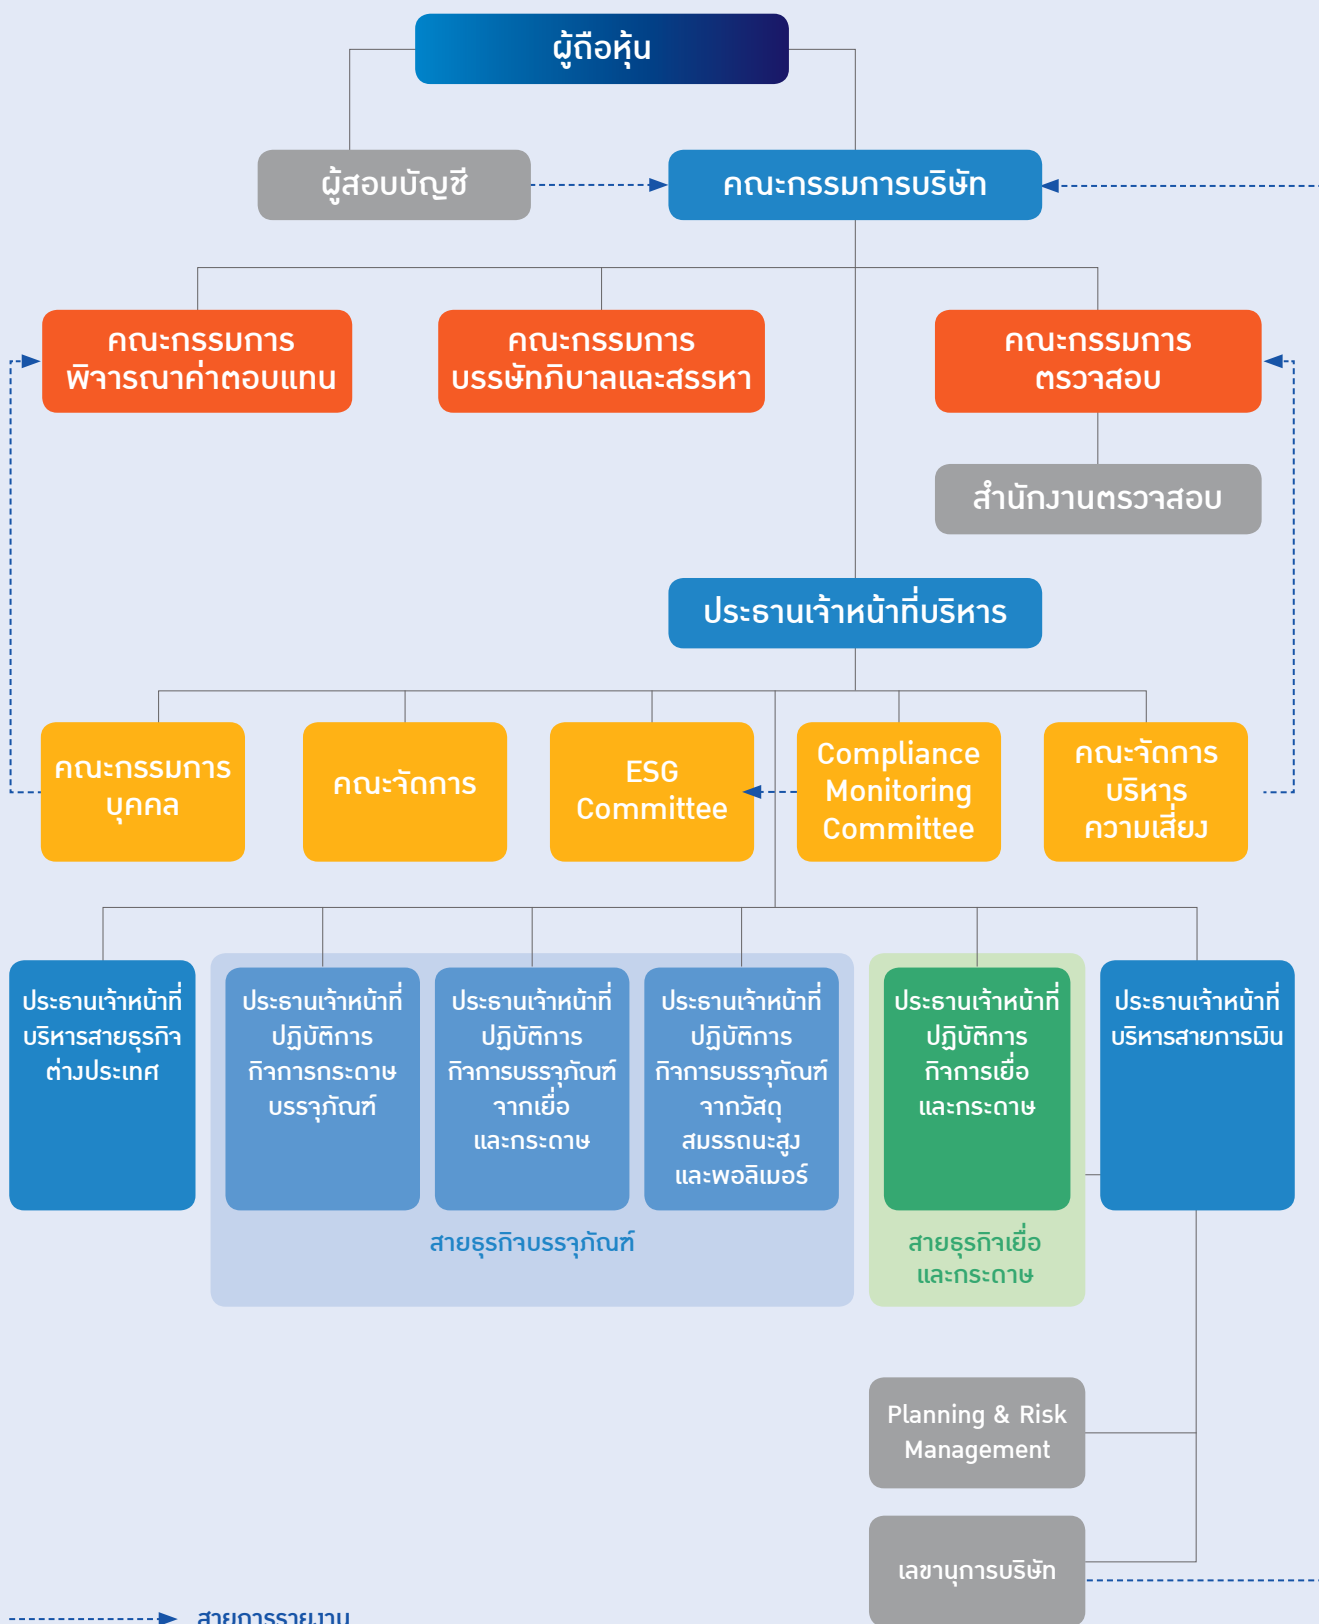 ผู้ถือหุ้น
ผู้สอบบัญชี
คณะกรรมการบริษัท
คณะกรรมการ
พิจารณาค่าตอบแทน
คณะกรรมการ
บรรษัทภิบาลและสรรหา
คณะกรรมการ
ตรวจสอบ
สำนักงานตรวจสอบ
ประธานเจ้าหน้าที่บริหาร
คณะกรรมการ
บุคคล
คณะจัดการ
ESG
Committee
Compliance
Monitoring
Committee
คณะจัดการ
บริหาร
ความเสี่ยง
ประธานเจ้าหน้าที่
บริหารสายธุรกิจ
ต่างประเทศ
ประธานเจ้าหน้าที่
ปฏิบัติการ
กิจการกระดาษ
บรรจุภัณฑ์
ประธานเจ้าหน้าที่
ปฏิบัติการ
กิจการบรรจุภัณฑ์
จากเยื่อ
และกระดาษ
ประธานเจ้าหน้าที่
ปฏิบัติการ
กิจการบรรจุภัณฑ์
จากวัสดุ
สมรรถนะสูง
และพอลิเมอร์
สายธุรกิจบรรจุภัณฑ์
ประธานเจ้าหน้าที่
ปฏิบัติการ
กิจการเยื่อ
และกระดาษ
สายธุรกิจเยื่อ
และกระดาษ
ประธานเจ้าหน้าที่
บริหารสายการเงิน
Planning & Risk
Management
เลขานุการบริษัท
สายการรายงาน